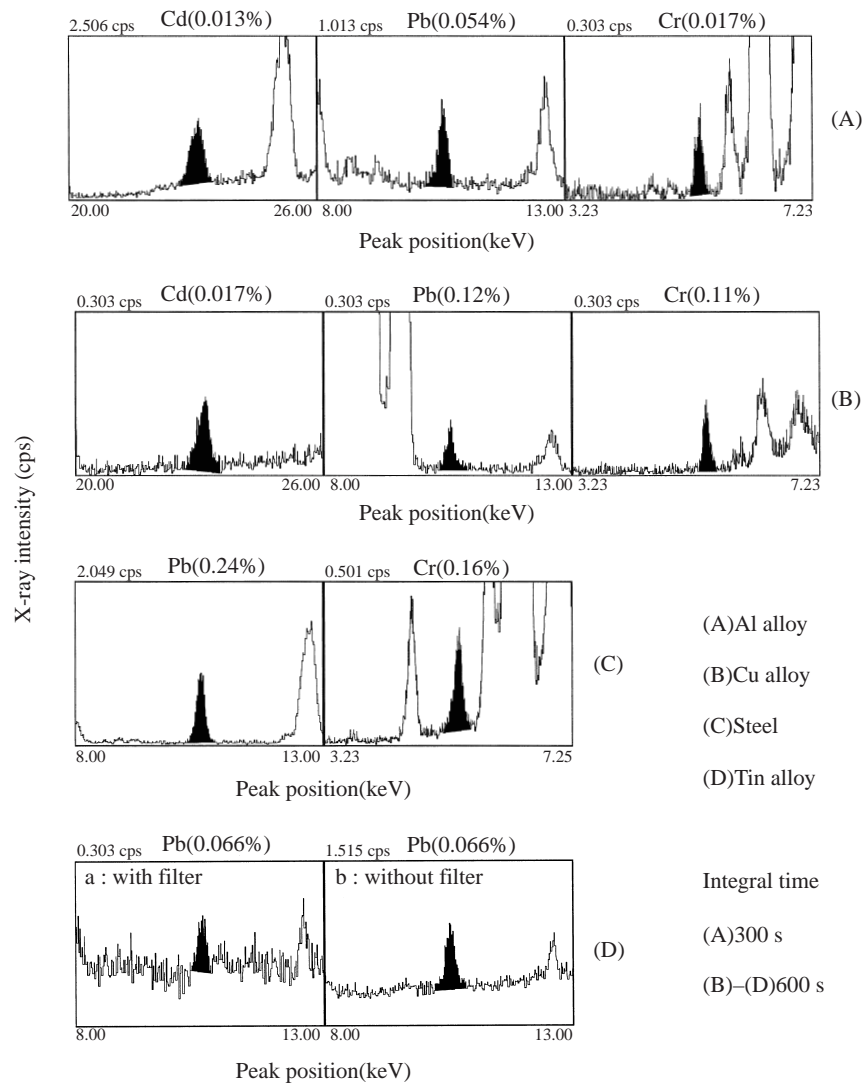 2.506 cps Cd(0.013%) 1.013 cps Pb(0.054%) 0.303 cps Cr(0.017%)
(A)
20.00 26.00 8.00 13.00 3.23 7.23
Peak position(keV)
0.303 cps Cd(0.017%) 0.303 cps Pb(0.12%) 0.303 cps Cr(0.11%)
(B)
20.00 26.00 8.00 13.00 3.23 7.23
Peak position(keV)
X-ray intensity (cps)
2.049 cps Pb(0.24%) 0.501 cps Cr(0.16%)
(C)
8.00 13.00 3.23 7.25
Peak position(keV)
(A)Al alloy
(B)Cu alloy
(C)Steel
(D)Tin alloy
0.303 cps Pb(0.066%) 1.515 cps Pb(0.066%)
a : with filter b : without filter
(D)
8.00 13.00 8.00 13.00
Peak position(keV)
Integral time
(A)300 s
(B)–(D)600 s